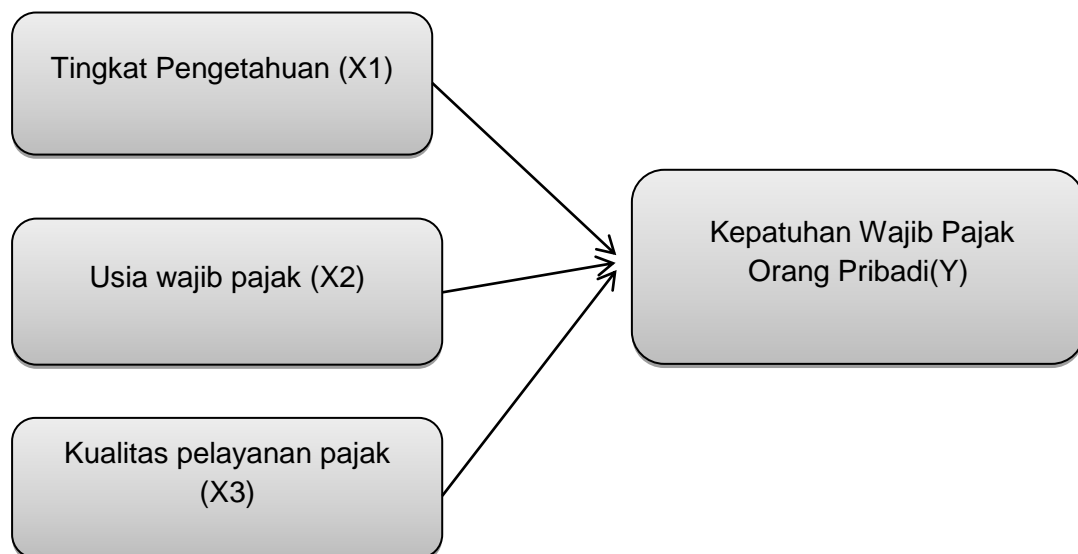 Tingkat Pengetahuan (X1)
Usia wajib pajak (X2)
Kualitas pelayanan pajak
(X3)
Kepatuhan Wajib Pajak
Orang Pribadi(Y)